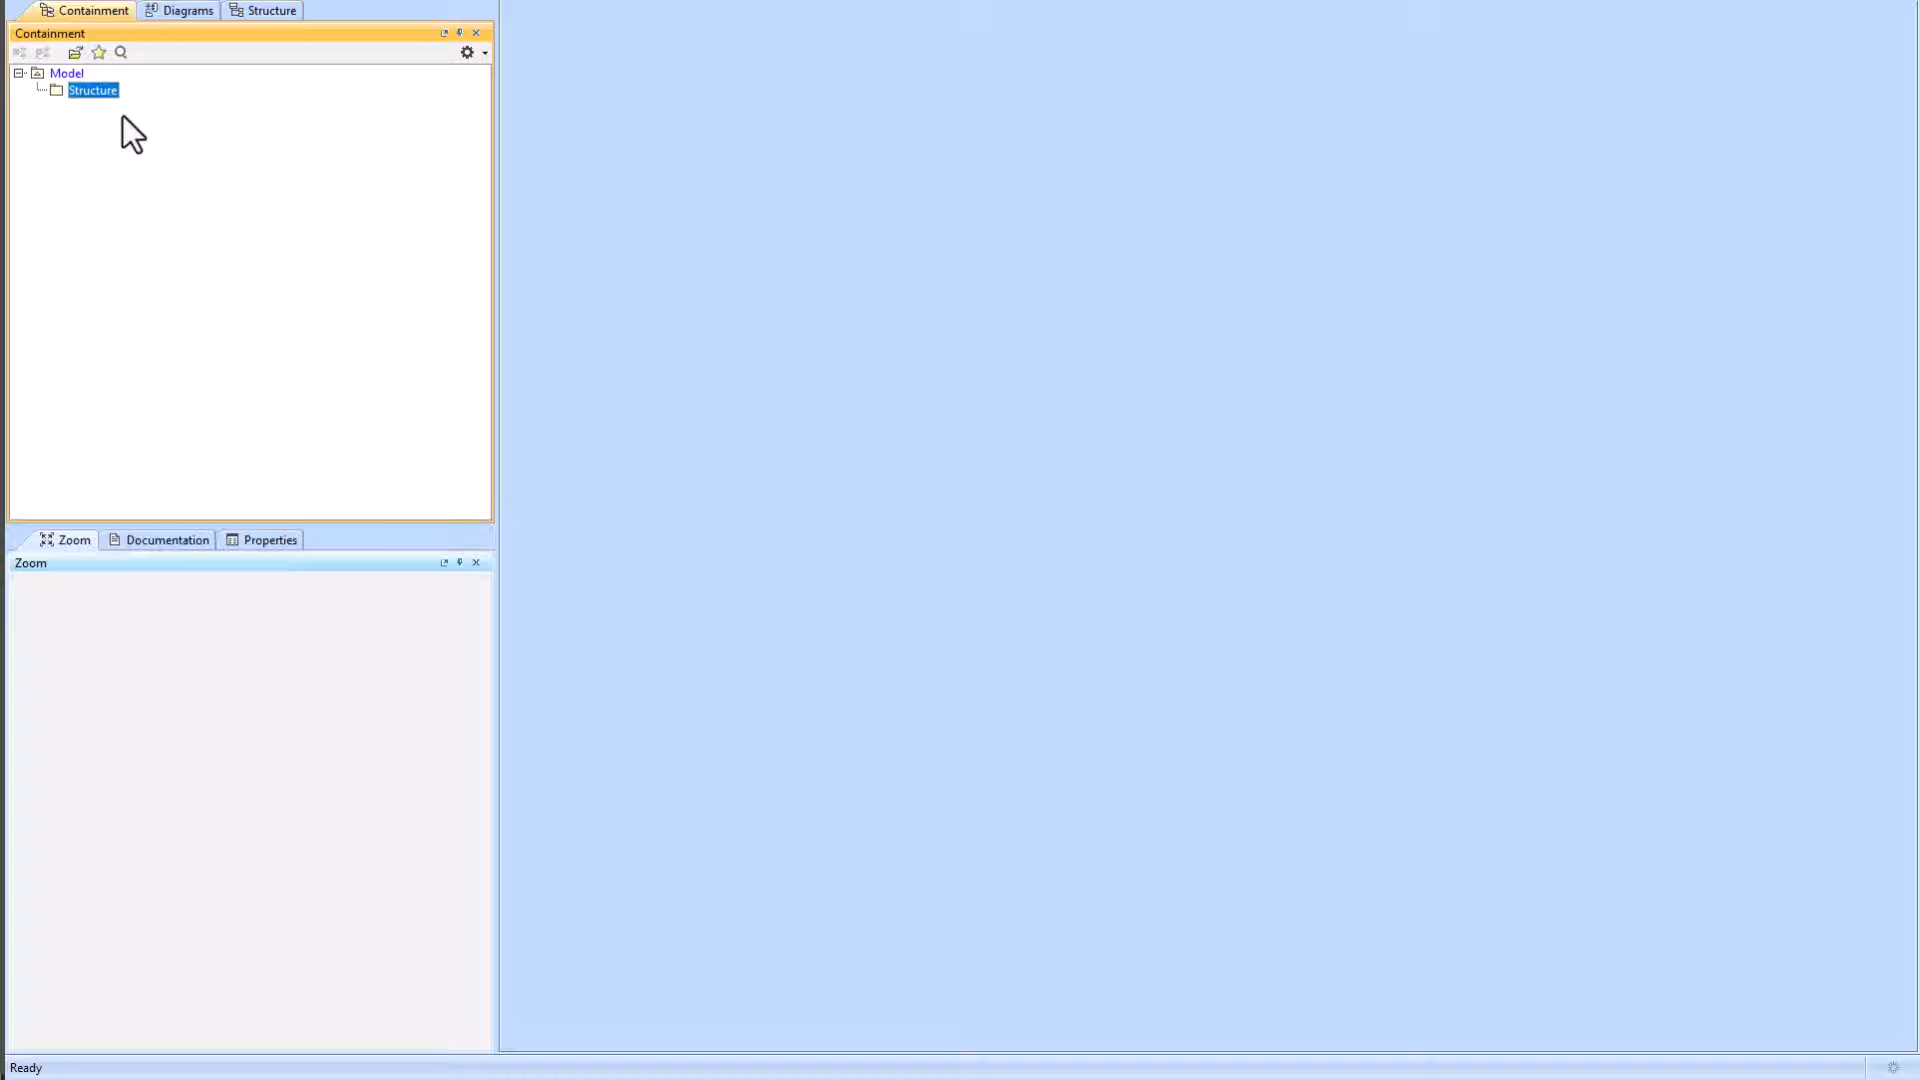 Containment Diagrams Structure
Containment
Model
Structure
Zoom Documentation Properties
Zoom
Ready